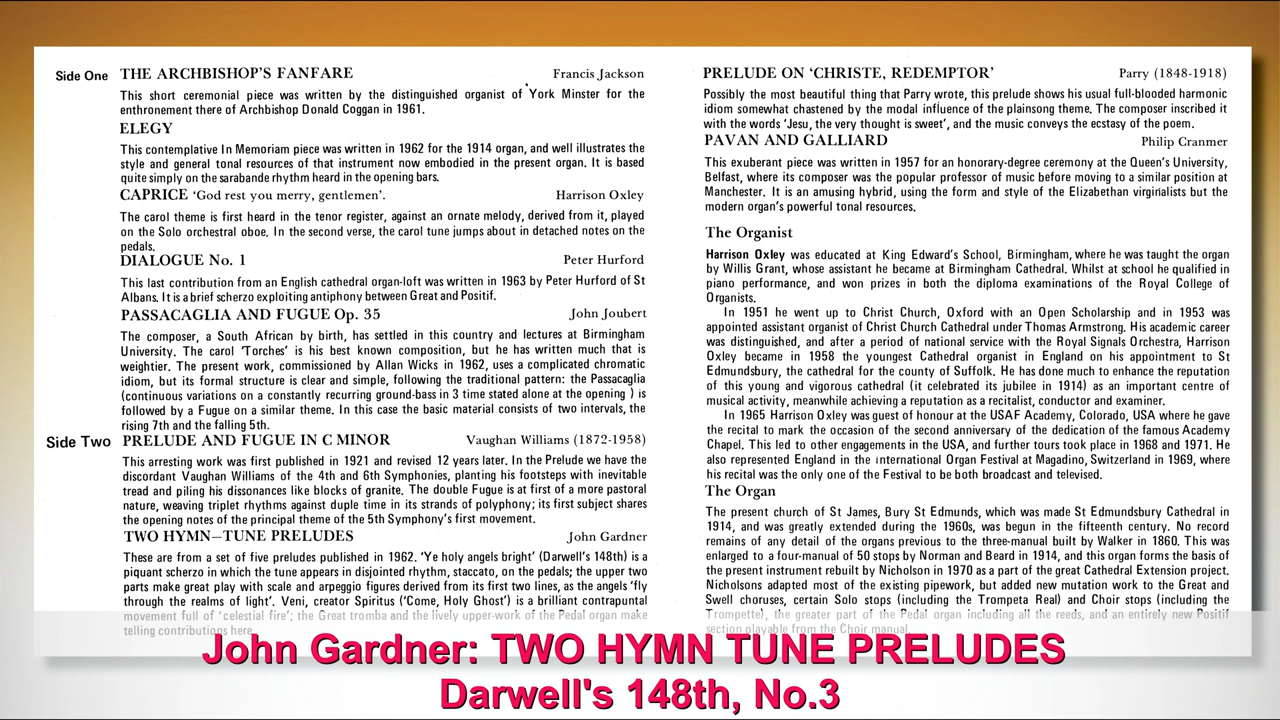 Side One THE ARCHBISHOP'S FANFARE Francis Jackson
This short ceremonial piece was written by the distinguished organist of York Minster for the
enthronement there of Archbishop Donald Coggan in 1961.
ELEGY
This contemplative In Memoriam piece was written in 1962 for the 1914 organ, and well illustrates the
style and general tonal resources of that instrument now embodied in the present organ. It is based
quite simply on the sarabande rhythm heard in the opening bars.
CAPRICE 'God rest you merry, gentlemen'. Harrison Oxley
The carol theme is first heard in the tenor register, against an ornate melody, derived from it, played
on the Solo orchestral oboe. In the second verse, the carol tune jumps about in detached notes on the
pedals.
DIALOGUE No. 1 Peter Hurford
This last contribution from an English cathedral organ-loft was written in 1963 by Peter Hurford of St
Albans. It is a brief scherzo exploiting antiphony between Great and Positif.
PASSACAGLIA AND FUGUE Op. 35 John Joubert
The composer, a South African by birth, has settled in this country and lectures at Birmingham
University. The carol 'Torches' is his best known composition, but he has written much that is
weightier. The present work, commissioned by Allan Wicks in 1962, uses a complicated chromatic
idiom, but its formal structure is clear and simple, following the traditional pattern: the Passacaglia
(continuous variations on a constantly recurring ground-bass in 3 time stated alone at the opening ) is
followed by a Fugue on a similar theme. In this case the basic material consists of two intervals, the
rising 7th and the falling 5th.
Side Two PRELUDE AND FUGUE IN C MINOR Vaughan Williams (1872-1958)
This arresting work was first published in 1921 and revised 12 years later. In the Prelude we have the
discordant Vaughan Williams of the 4th and 6th Symphonies, planting his footsteps with inevitable
tread and piling his dissonances like blocks of granite. The double Fugue is at first of a more pastoral
nature, weaving triplet rhythms against duple time in its strands of polyphony; its first subject shares
the opening notes of the principal theme of the 5th Symphony's first movement.
TWO HYMN—TUNE PRELUDES John Gardner
These are from a set of five preludes published in 1962. 'Ye holy angels bright' (Darwell's 148th) is a
piquant scherzo in which the tune appears in disjointed rhythm, staccato, on the pedals; the upper two
parts make great play with scale and arpeggio figures derived from its first two lines, as the angels 'fly
through the realms of light'. Veni, creator Spiritus ('Come, Holy Ghost') is a brilliant contrapuntal
movement full of 'celestial fire'; the Great tromba and the lively upper-work of the Pedal organ make
telling contributions here.
PRELUDE ON 'CHRISTE, REDEMPTOR' Parry (1848-1918)
Possibly the most beautiful thing that Parry wrote, this prelude shows his usual full-blooded harmonic
idiom somewhat chastened by the modal influence of the plainsong theme. The composer inscribed it
with the words 'Jesu, the very thought is sweet', and the music conveys the ecstasy of the poem.
PAVAN AND GALLIARD Philip Cranmer
This exuberant piece was written in 1957 for an honorary-degree ceremony at the Queen's University,
Belfast, where its composer was the popular professor of music before moving to a similar position at
Manchester. It is an amusing hybrid, using the form and style of the Elizabethan virginalists but the
modern organ's powerful tonal resources.
The Organist
Harrison Oxley was educated at King Edward's School, Birmingham, where he was taught the organ
by Willis Grant, whose assistant he became at Birmingham Cathedral. Whilst at school he qualified in
piano performance, and won prizes in both the diploma examinations of the Royal College of
Organists.
In 1951 he went up to Christ Church, Oxford with an Open Scholarship and in 1953 was
appointed assistant organist of Christ Church Cathedral under Thomas Armstrong. His academic career
was distinguished, and after a period of national service with the Royal Signals Orchestra, Harrison
Oxley became in 1958 the youngest Cathedral organist in England on his appointment to St
Edmundsbury, the cathedral for the county of Suffolk. He has done much to enhance the reputation
of this young and vigorous cathedral (it celebrated its jubilee in 1914) as an important centre of
musical activity, meanwhile achieving a reputation as a recitalist, conductor and examiner.
In 1965 Harrison Oxley was guest of honour at the USAF Academy, Colorado, USA where he gave
the recital to mark the occasion of the second anniversary of the dedication of the famous Academy
Chapel. This led to other engagements in the USA, and further tours took place in 1968 and 1971. He
also represented England in the International Organ Festival at Magadino, Switzerland in 1969, where
his recital was the only one of the Festival to be both broadcast and televised.
The Organ
The present church of St James, Bury St Edmunds, which was made St Edmundsbury Cathedral in
1914, and was greatly extended during the 1960s, was begun in the fifteenth century. No record
remains of any detail of the organs previous to the three-manual built by Walker in 1860. This was
enlarged to a four-manual of 50 stops by Norman and Beard in 1914, and this organ forms the basis of
the present instrument rebuilt by Nicholson in 1970 as a part of the great Cathedral Extension project.
Nicholsons adapted most of the existing pipework, but added new mutation work to the Great and
Swell choruses, certain Solo stops (including the Trompeta Real) and Choir stops (including the
Trompette), the greater part of the Pedal organ including all the reeds, and an entirely new Positif
section playable from the Choir manual.
John Gardner: TWO HYMN TUNE PRELUDES
Darwell's 148th, No.3